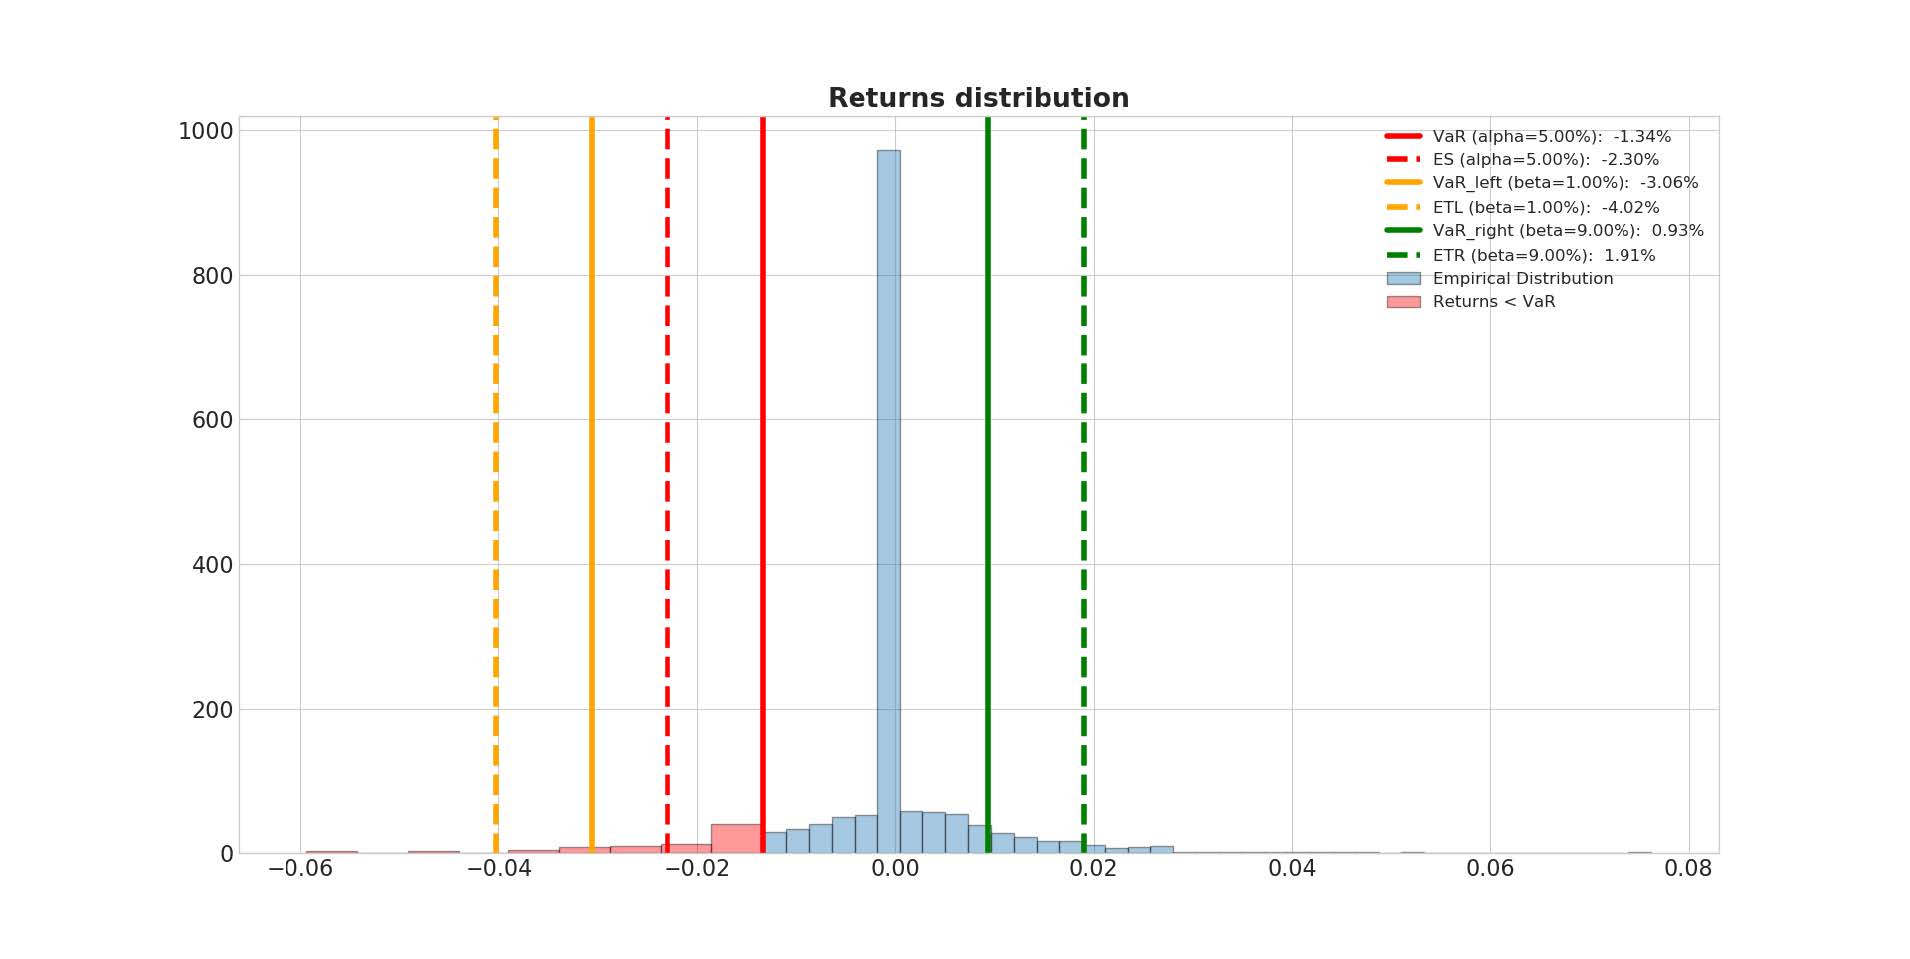 Returns distribution
1000
800
600
400
200
0
−0.06
−0.04
−0.02
0.00
0.02
0.04
0.06
0.08
VaR (alpha=5.00%):  -1.34%
ES (alpha=5.00%):  -2.30%
VaR_left (beta=1.00%):  -3.06%
ETL (beta=1.00%):  -4.02%
VaR_right (beta=9.00%):  0.93%
ETR (beta=9.00%):  1.91%
Empirical Distribution
Returns < VaR